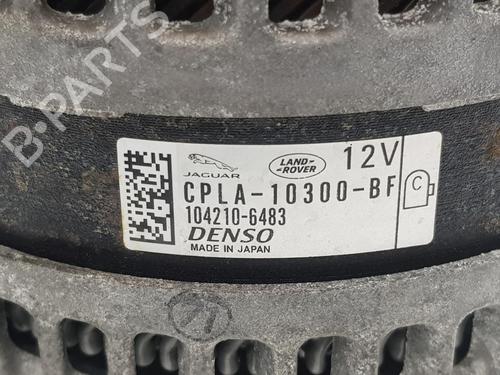 B-PARTS
JAGUAR
LAND-
ROVER
12V
CPLA-10300-BF
C
104210-6483
DENSO
MADE IN JAPAN